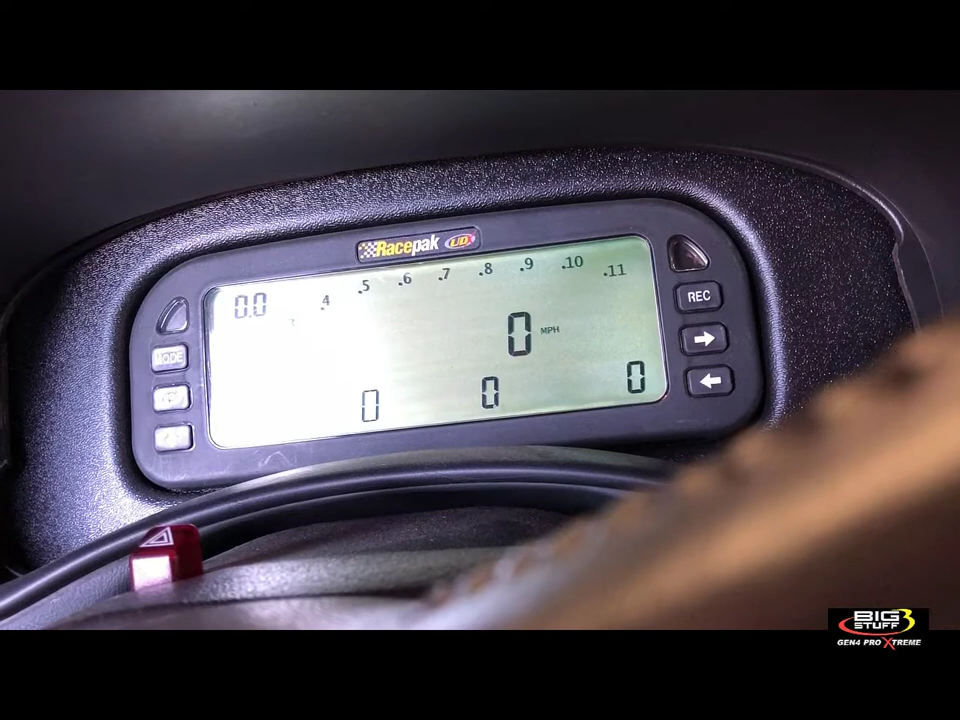 Racepak UD
0.0
.4 .5 .6 .7 .8 .9 .10 .11
REC
MODE
0 MPH
0 0 0
BIG
STUFF 3
GEN4 PRO XTREME